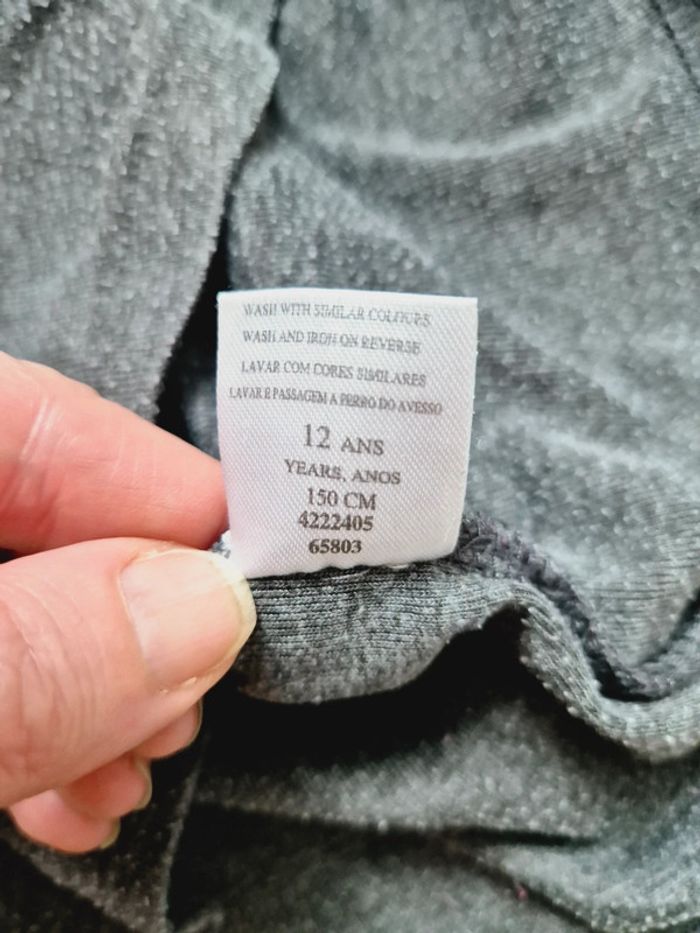 WASH WITH SIMILAR COLOURS
WASH AND IRON ON REVERSE
LAVAR COM CORES SIMILARES
LAVAR E PASSAGEM A FERRO DO AVESSO
12 ANS
YEARS, ANOS
150 CM
4222405
65803